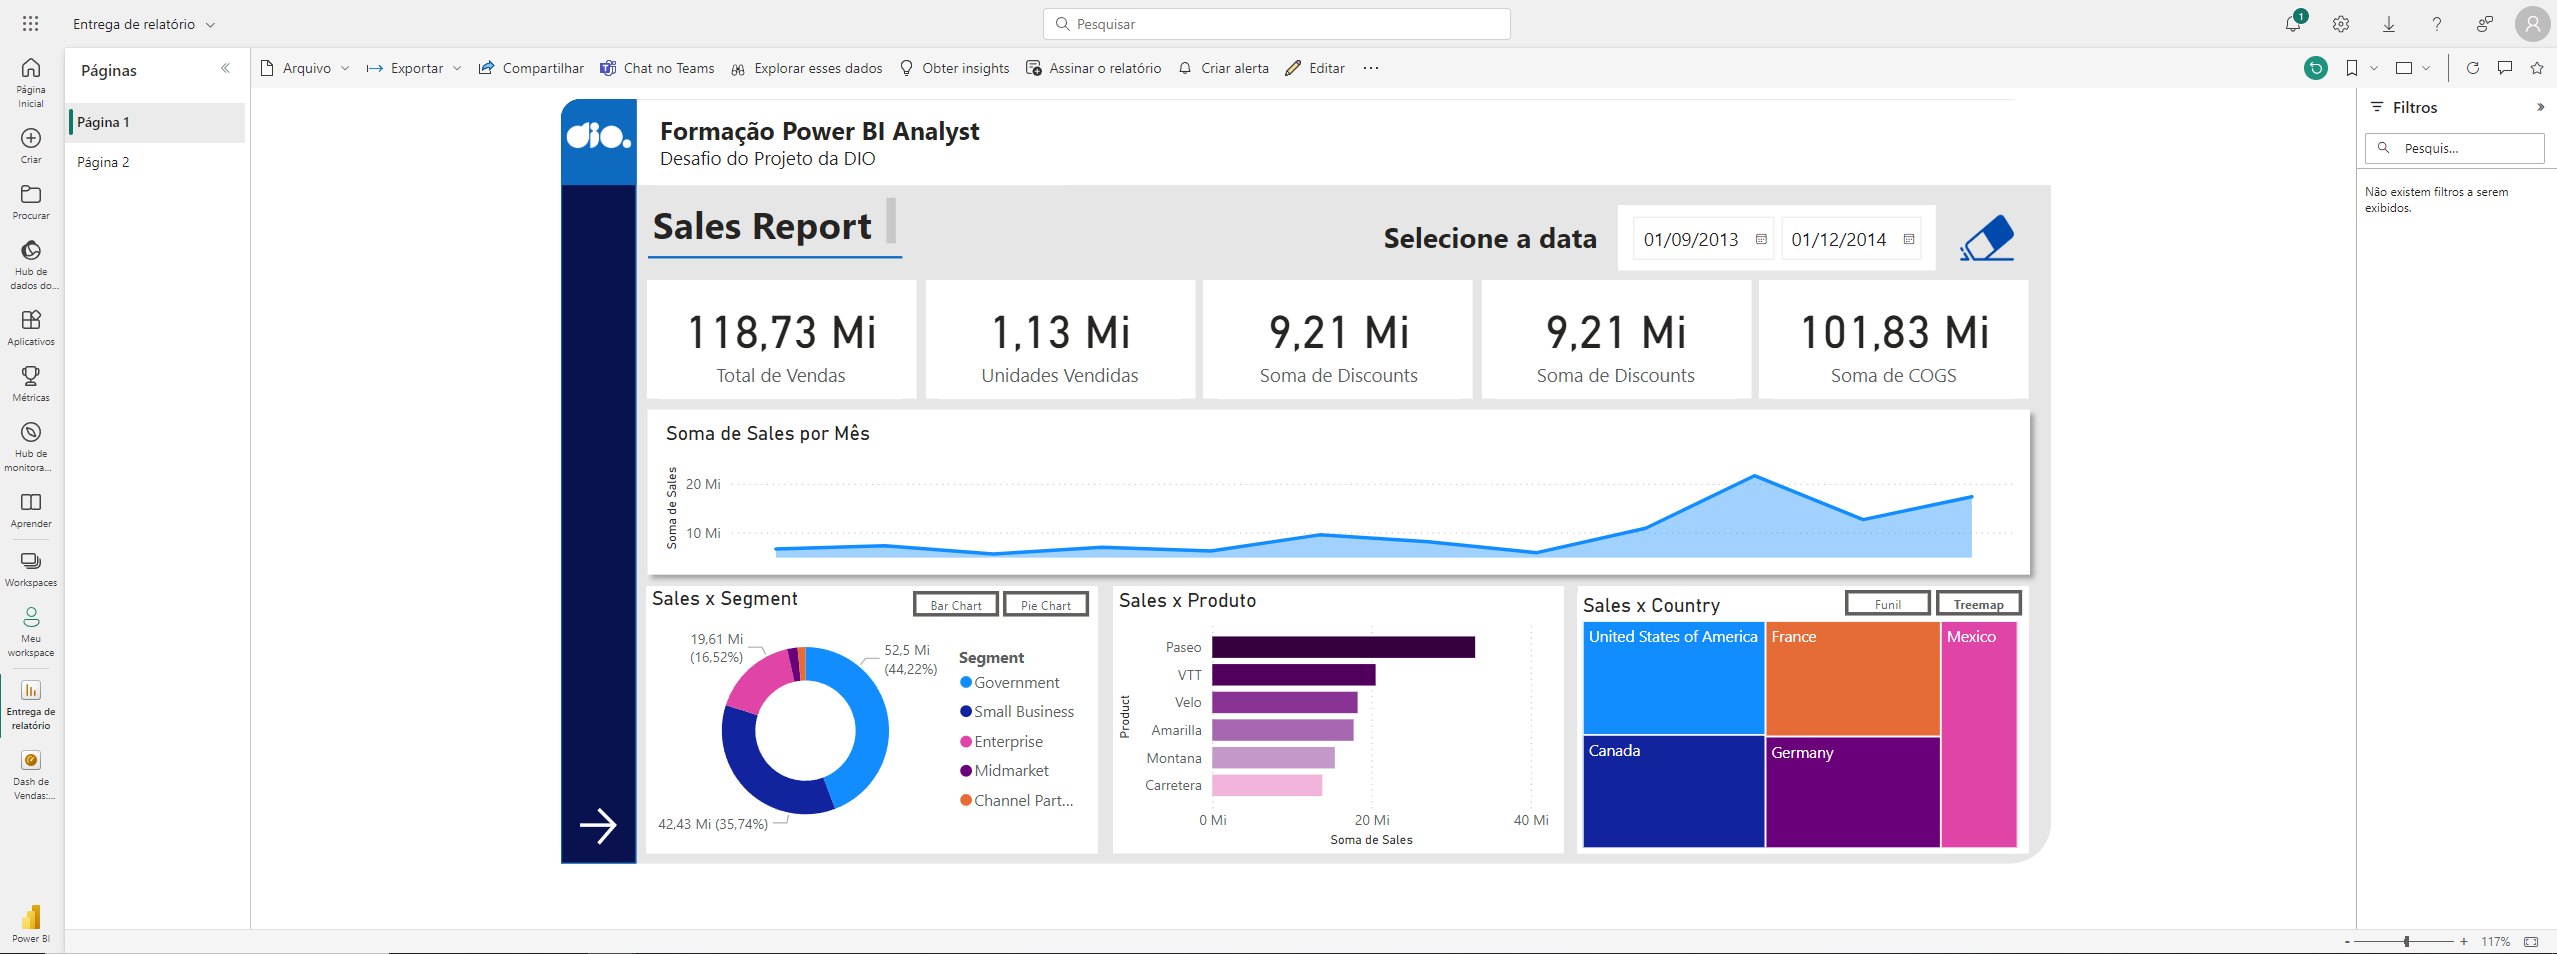 Entrega de relatório
Pesquisar
1
Página
Inicial
Criar
Procurar
Hub de
dados do...
Aplicativos
Métricas
Hub de
monitora...
Aprender
Workspaces
Meu
workspace
Entrega de
relatório
Dash de
Vendas:...
Power BI
Páginas
Página 1
Página 2
Arquivo
Exportar
Compartilhar
Chat no Teams
Explorar esses dados
Obter insights
Assinar o relatório
Criar alerta
Editar
dio.
Formação Power BI Analyst
Desafio do Projeto da DIO
Sales Report
Selecione a data
01/09/2013
01/12/2014
118,73 Mi
Total de Vendas
1,13 Mi
Unidades Vendidas
9,21 Mi
Soma de Discounts
9,21 Mi
Soma de Discounts
101,83 Mi
Soma de COGS
Soma de Sales por Mês
Soma de Sales
20 Mi
10 Mi
Sales x Segment
Bar Chart
Pie Chart
19,61 Mi
(16,52%)
52,5 Mi
(44,22%)
42,43 Mi (35,74%)
Segment
Government
Small Business
Enterprise
Midmarket
Channel Part...
Sales x Produto
Product
Paseo
VTT
Velo
Amarilla
Montana
Carretera
0 Mi
20 Mi
40 Mi
Soma de Sales
Sales x Country
Funil
Treemap
United States of America
France
Mexico
Canada
Germany
Filtros
Pesquis...
Não existem filtros a serem
exibidos.
- + 117%